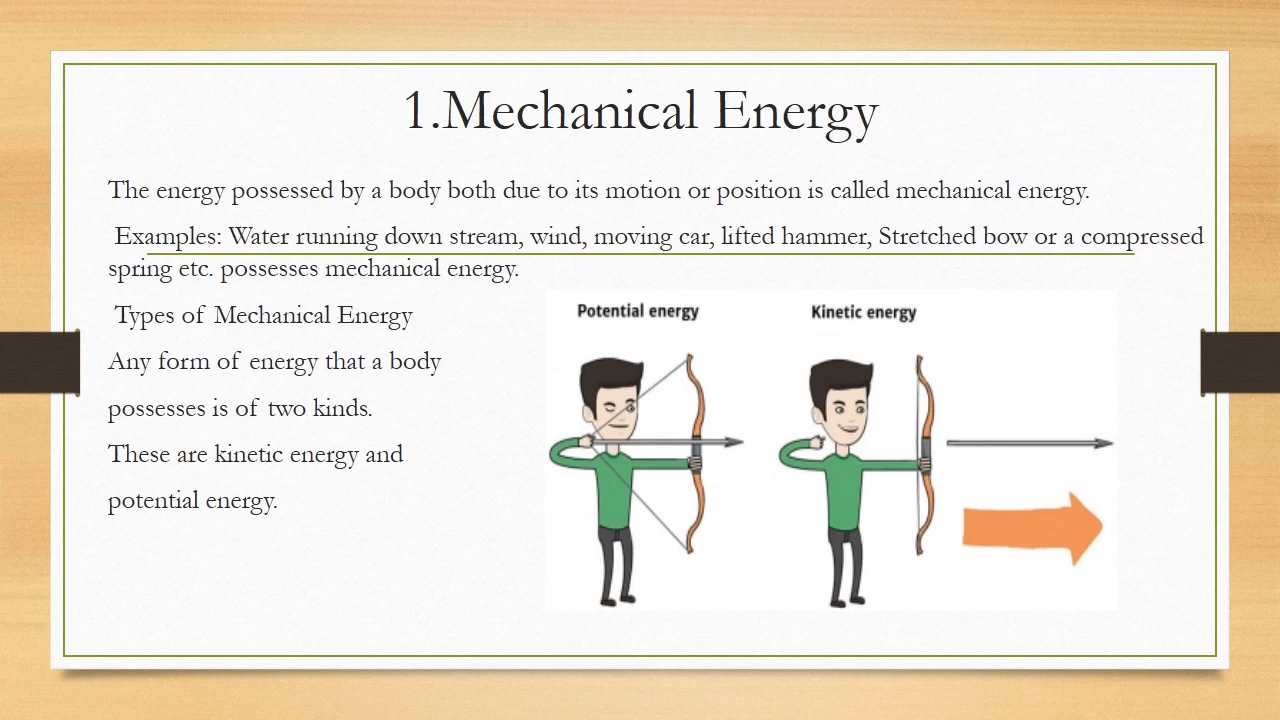 1.Mechanical Energy
The energy possessed by a body both due to its motion or position is called mechanical energy.
Examples: Water running down stream, wind, moving car, lifted hammer, Stretched bow or a compressed
spring etc. possesses mechanical energy.
Types of Mechanical Energy
Any form of energy that a body
possesses is of two kinds.
These are kinetic energy and
potential energy.
Potential energy
Kinetic energy